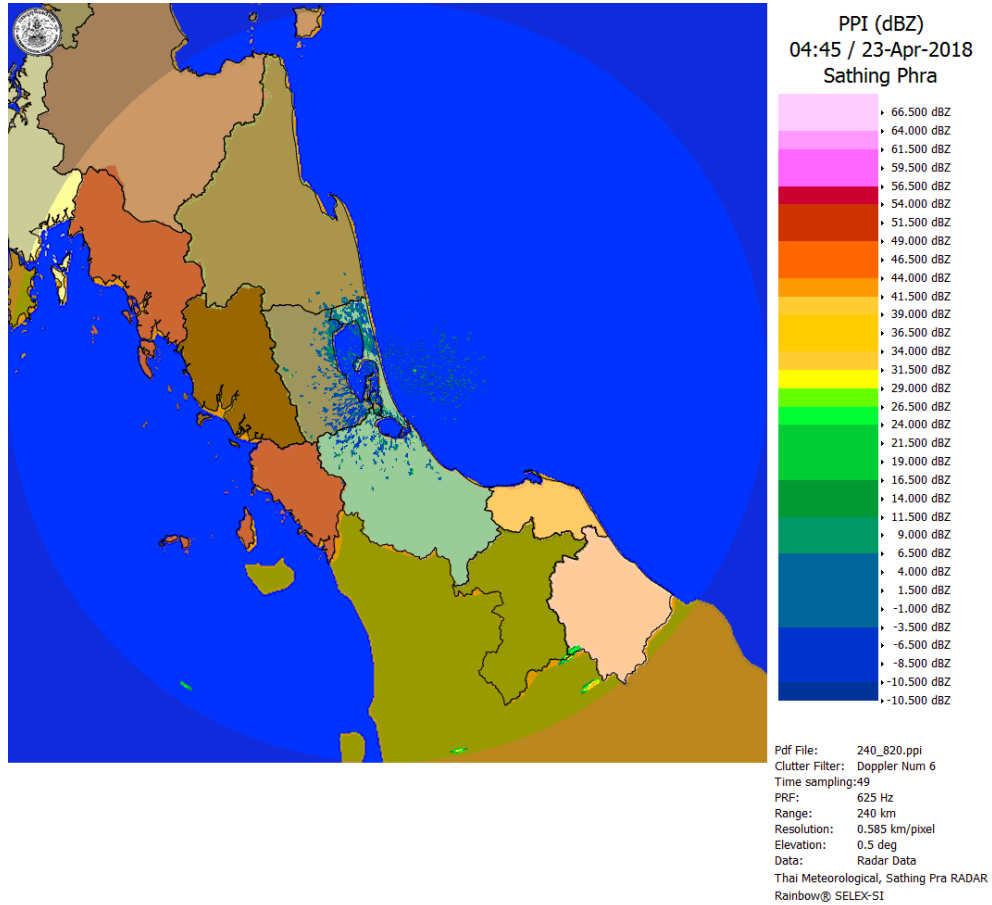 PPI (dBZ)
04:45 / 23-Apr-2018
Sathing Phra
66.500 dBZ
64.000 dBZ
61.500 dBZ
59.500 dBZ
56.500 dBZ
54.000 dBZ
51.500 dBZ
49.000 dBZ
46.500 dBZ
44.000 dBZ
41.500 dBZ
39.000 dBZ
36.500 dBZ
34.000 dBZ
31.500 dBZ
29.000 dBZ
26.500 dBZ
24.000 dBZ
21.500 dBZ
19.000 dBZ
16.500 dBZ
14.000 dBZ
11.500 dBZ
9.000 dBZ
6.500 dBZ
4.000 dBZ
1.500 dBZ
-1.000 dBZ
-3.500 dBZ
-6.500 dBZ
-8.500 dBZ
-10.500 dBZ
-10.500 dBZ
Pdf File: 240_820.ppi
Clutter Filter: Doppler Num 6
Time sampling:49
PRF: 625 Hz
Range: 240 km
Resolution: 0.585 km/pixel
Elevation: 0.5 deg
Data: Radar Data
Thai Meteorological, Sathing Pra RADAR
Rainbow® SELEX-SI